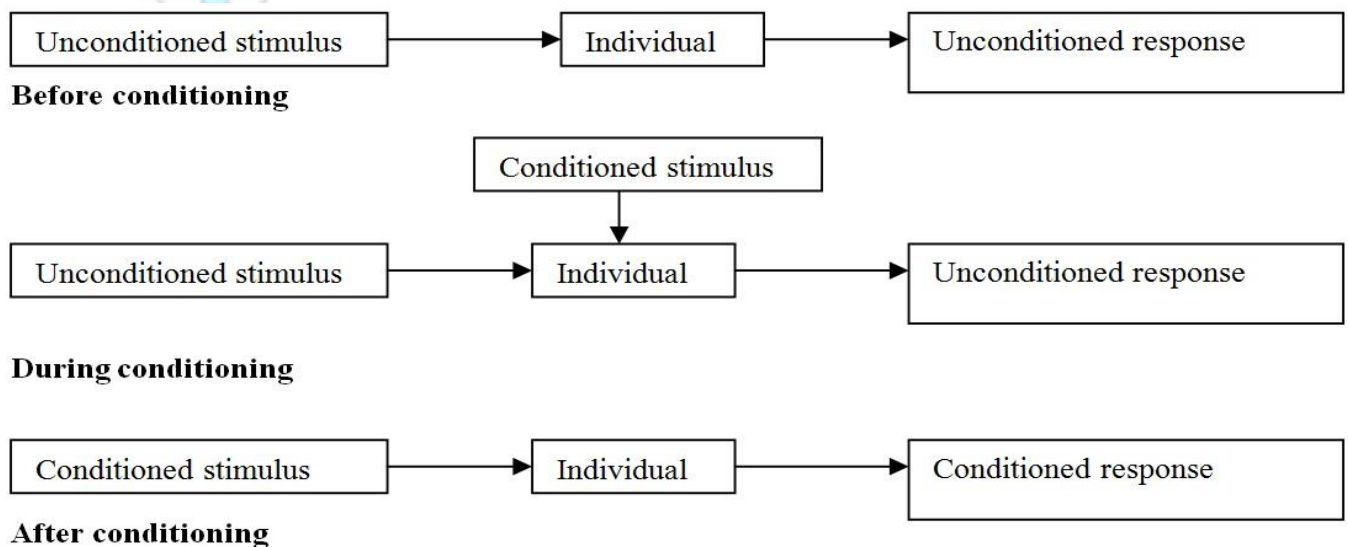 Unconditioned stimulus Individual Unconditioned response
Before conditioning
Conditioned stimulus
Unconditioned stimulus Individual Unconditioned response
During conditioning
Conditioned stimulus Individual Conditioned response
After conditioning